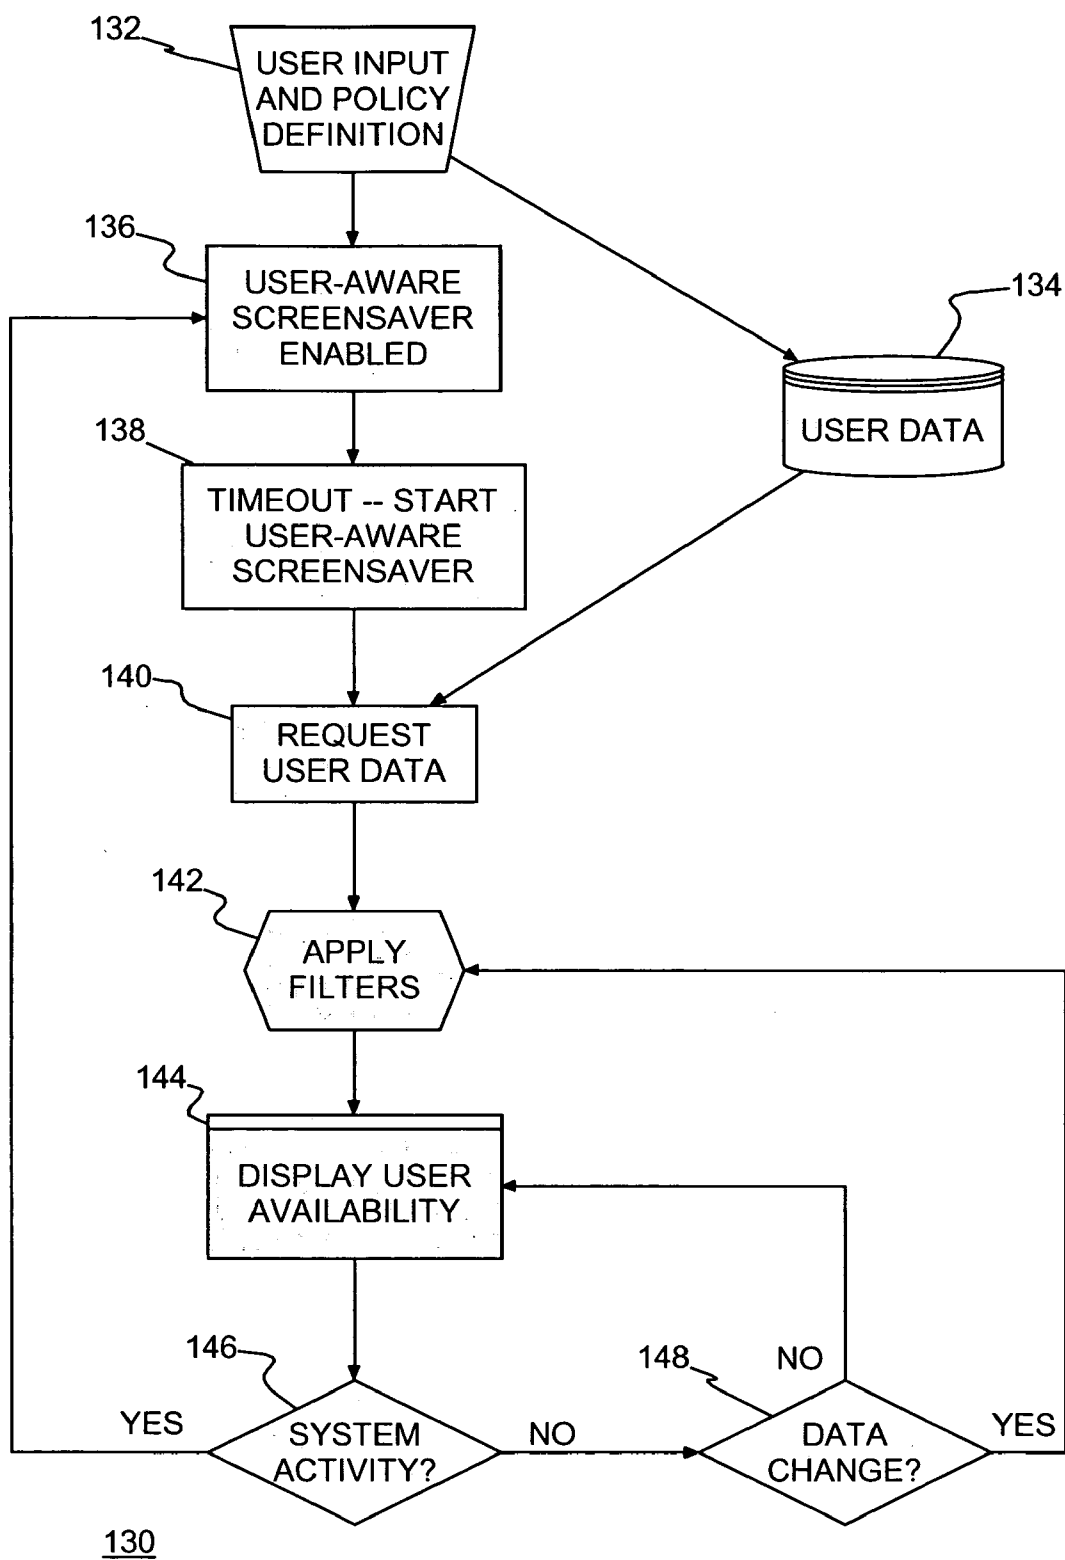 132
USER INPUT
AND POLICY
DEFINITION
136
USER-AWARE
SCREENSAVER
ENABLED
134
USER DATA
138
TIMEOUT -- START
USER-AWARE
SCREENSAVER
140
REQUEST
USER DATA
142
APPLY
FILTERS
144
DISPLAY USER
AVAILABILITY
146
SYSTEM
ACTIVITY?
YES
NO
148
DATA
CHANGE?
NO
YES
130